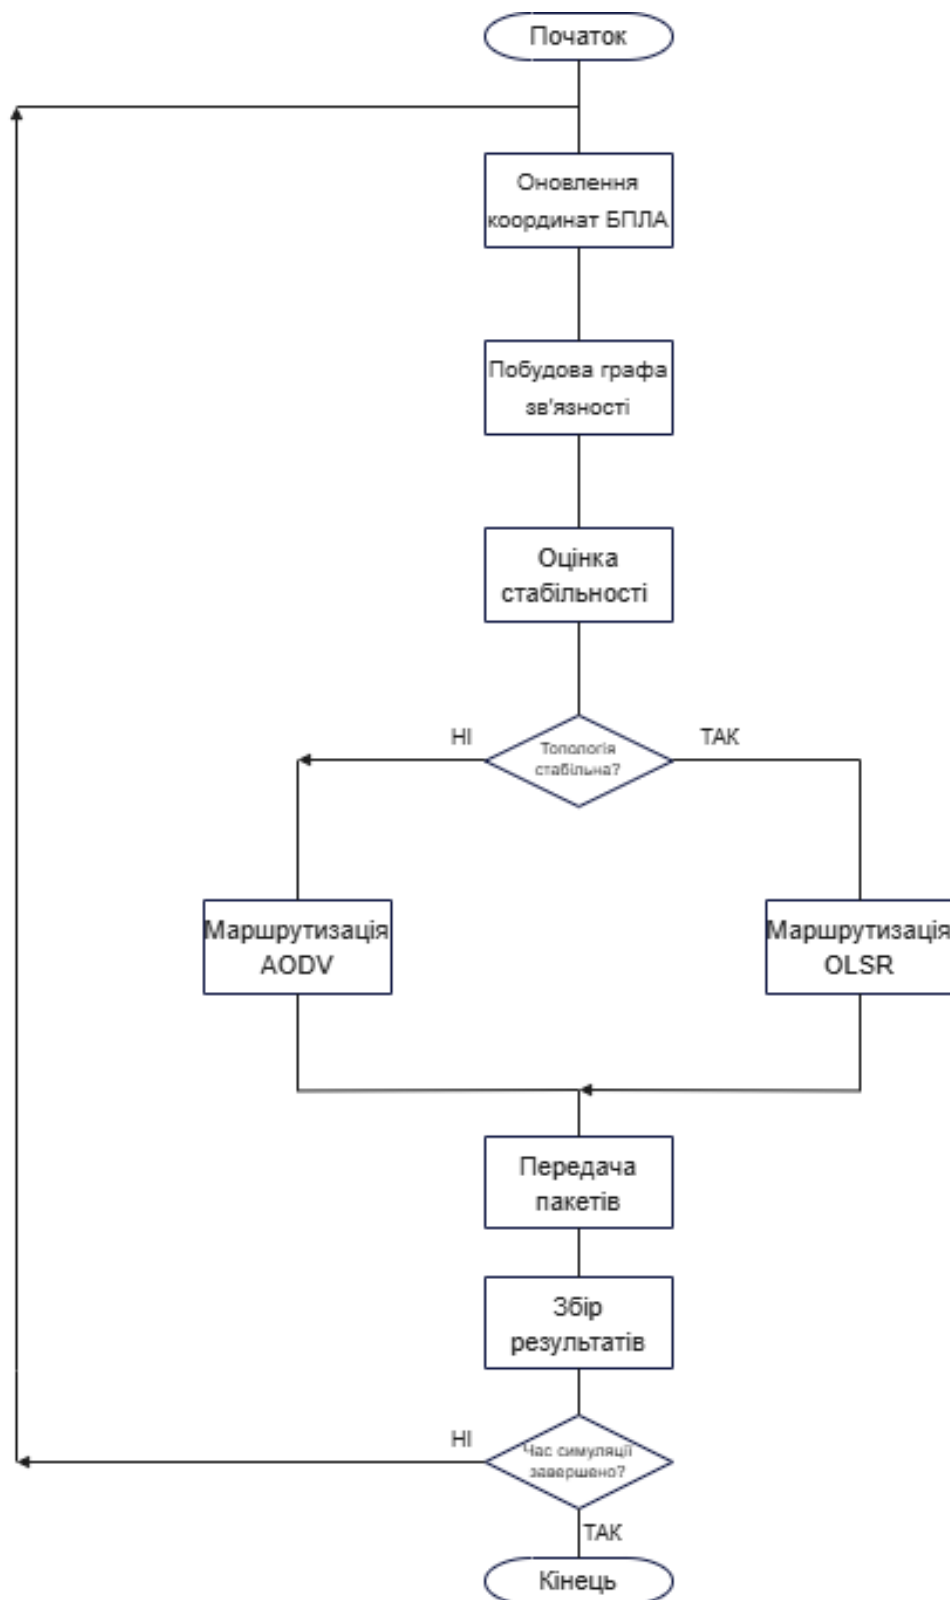 Початок
Оновлення
координат БПЛА
Побудова графа
зв'язності
Оцінка
стабільності
НІ
ТАК
Топологія
стабільна?
Маршрутизація
AODV
Маршрутизація
OLSR
Передача
пакетів
Збір
результатів
НІ
Час симуляції
завершено?
ТАК
Кінець